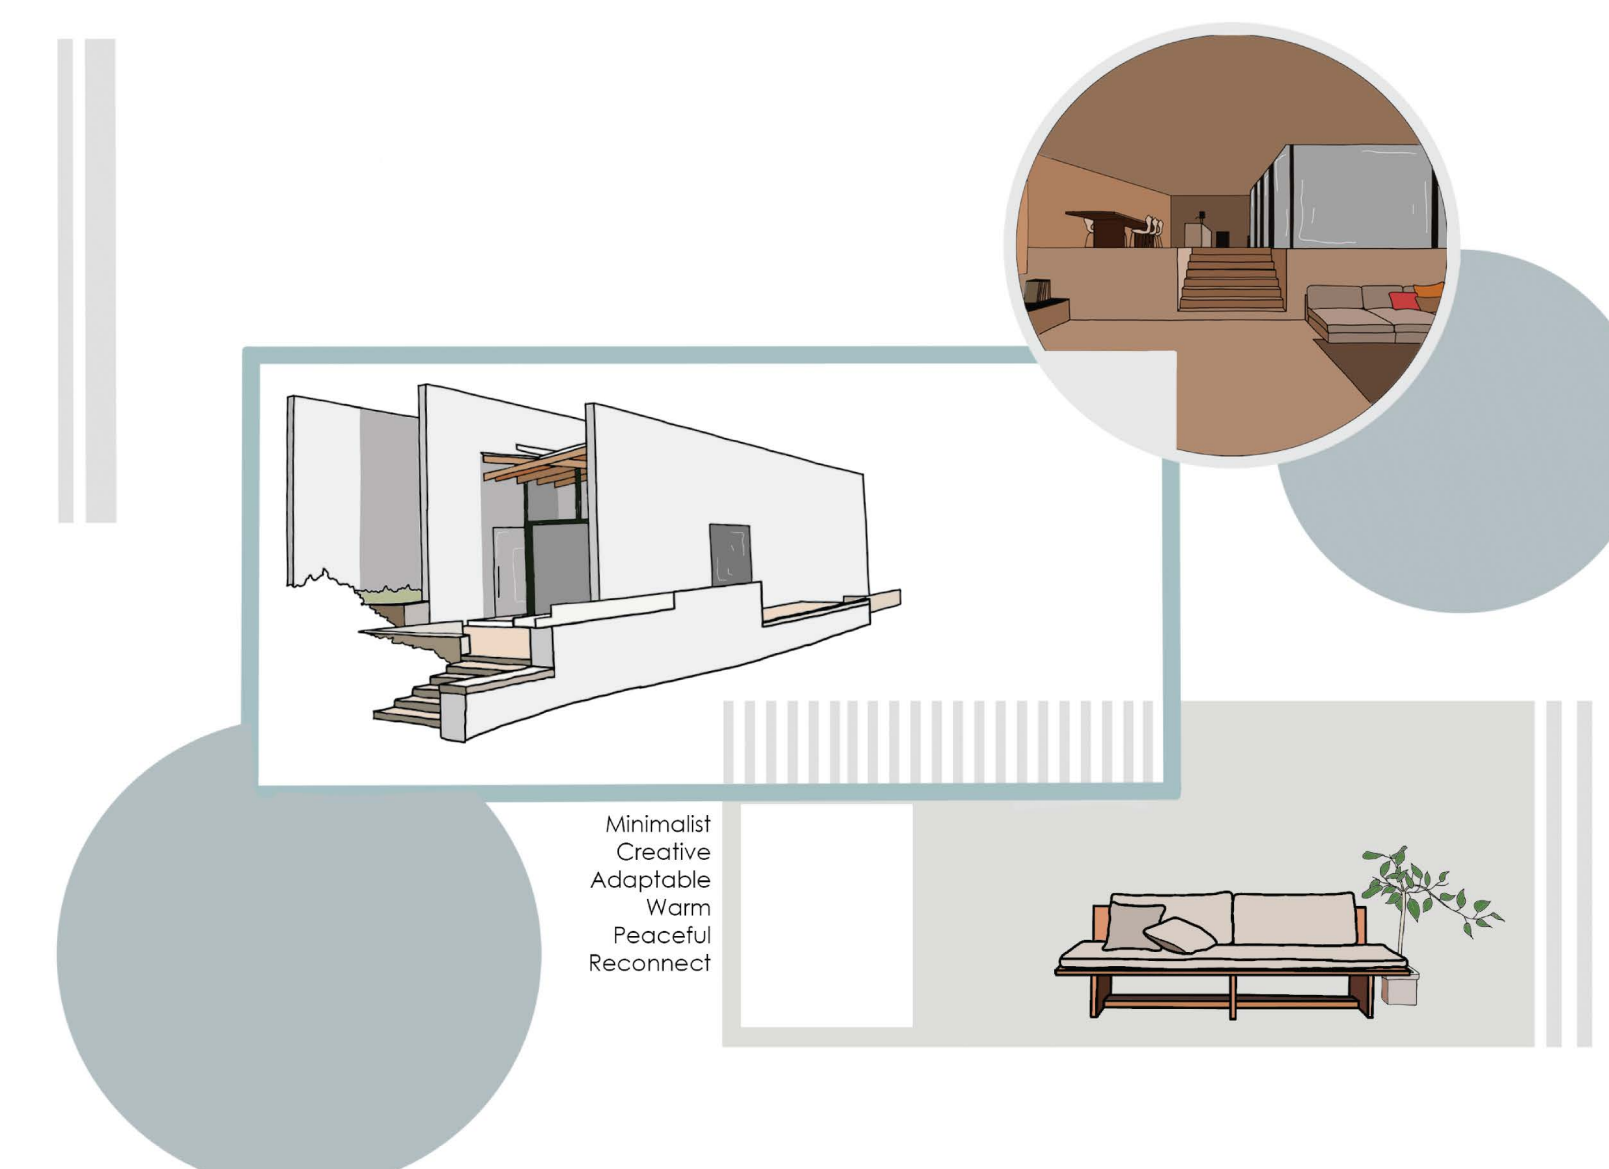 Minimalist
Creative
Adaptable
Warm
Peaceful
Reconnect